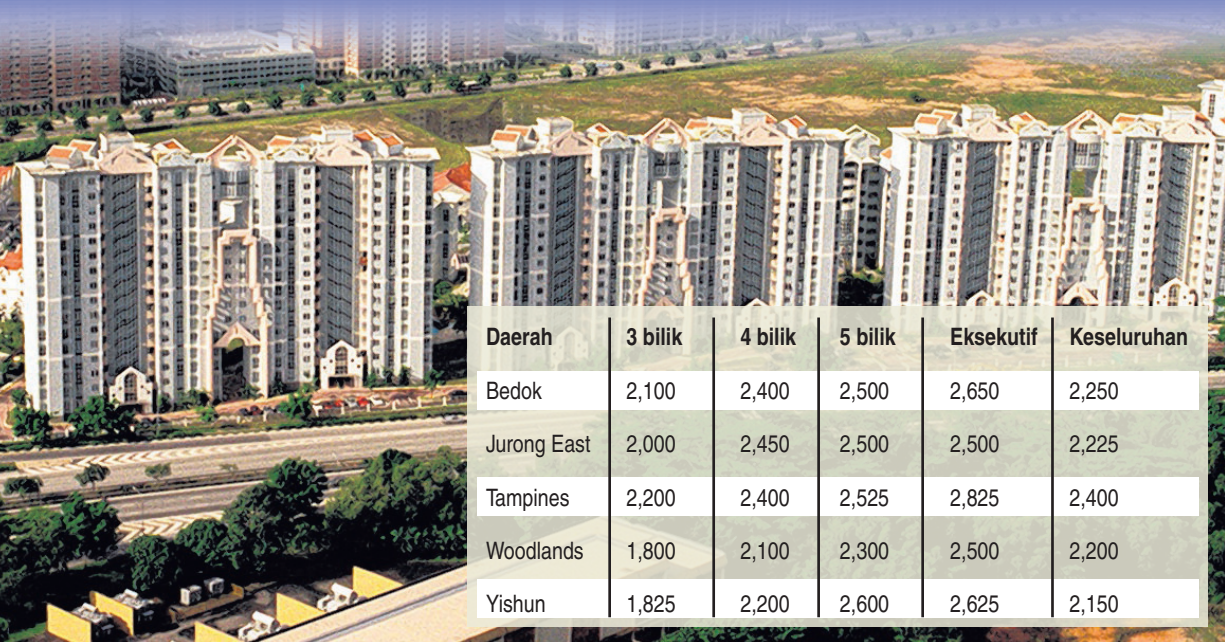 Daerah 3 bilik 4 bilik 5 bilik Eksekutif Keseluruhan
Bedok 2,100 2,400 2,500 2,650 2,250
Jurong East 2,000 2,450 2,500 2,500 2,225
Tampines 2,200 2,400 2,525 2,825 2,400
Woodlands 1,800 2,100 2,300 2,500 2,200
Yishun 1,825 2,200 2,600 2,625 2,150